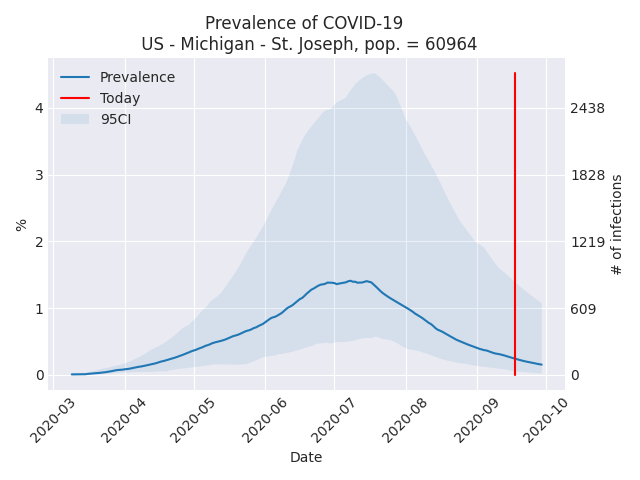 Prevalence of COVID-19
US - Michigan - St. Joseph, pop. = 60964
Prevalence
Today
95CI
4
3
2
1
0
%
2438
1828
1219
609
0
# of infections
2020-03
2020-04
2020-05
2020-06
2020-07
2020-08
2020-09
2020-10
Date